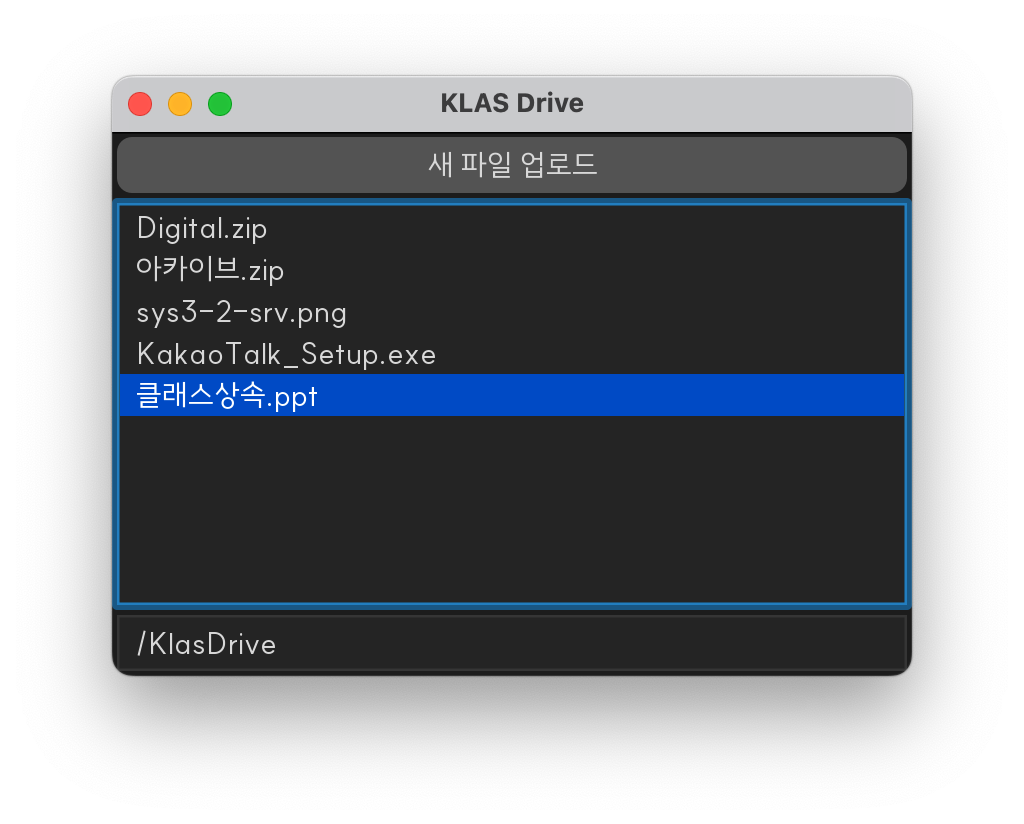 KLAS Drive
새 파일 업로드
Digital.zip
아카이브.zip
sys3-2-srv.png
KakaoTalk_Setup.exe
클래스상속.ppt
/KlasDrive